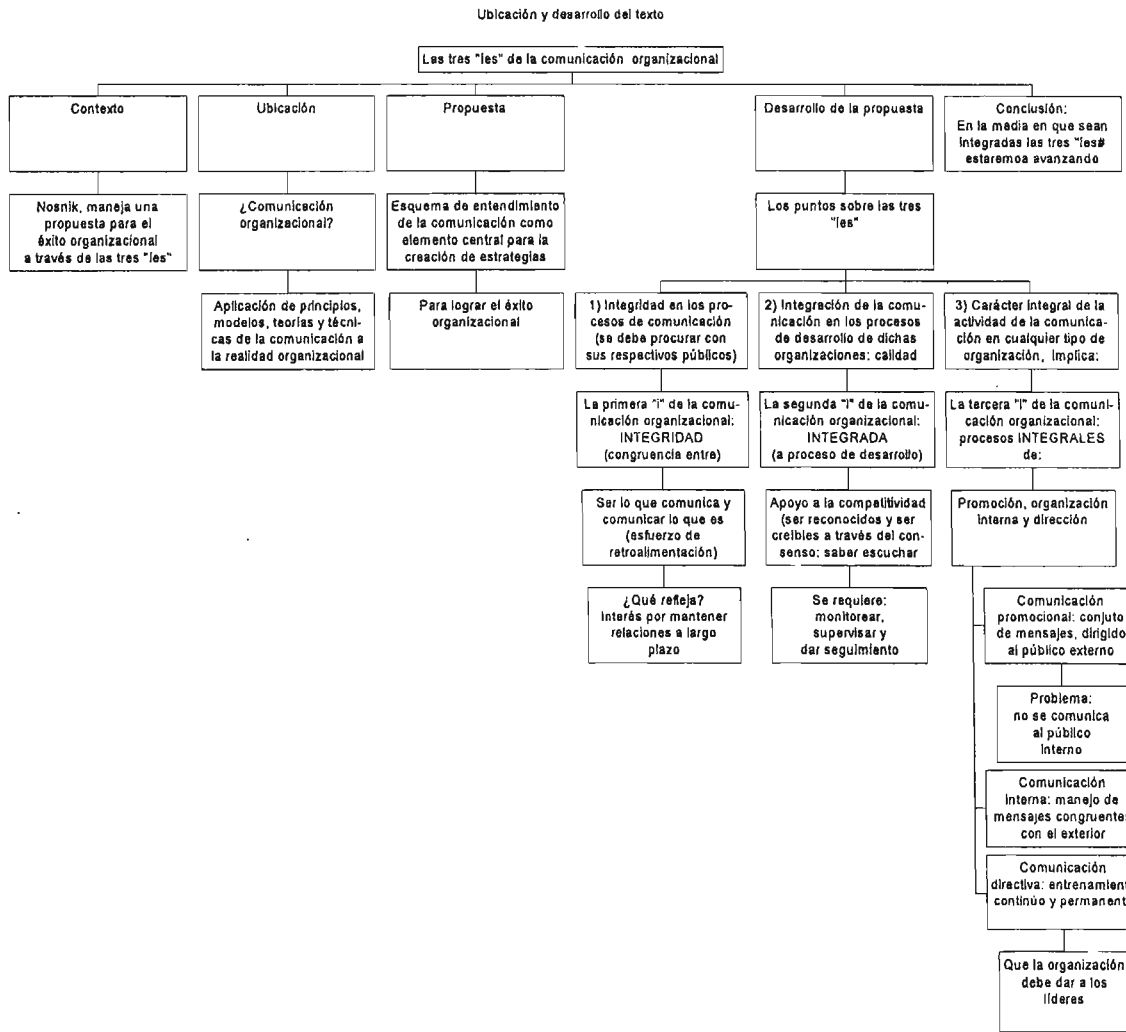 Ubicación y desarrollo del texto
Las tres "íes" de la comunicación organizacional
Contexto
Ubicación
Propuesta
Desarrollo de la propuesta
Conclusión:
En la media en que sean
integradas las tres "íes#
estaremoa avanzando
Nosnik, maneja una
propuesta para el
éxito organizacional
a través de las tres "íes"
¿Comunicación
organizacional?
Esquema de entendimiento
de la comunicación como
elemento central para la
creación de estrategias
Los puntos sobre las tres
"íes"
Aplicación de principios,
modelos, teorías y técni-
cas de la comunicación a
la realidad organizacional
Para lograr el éxito
organizacional
1) Integridad en los pro-
cesos de comunicación
(se debe procurar con
sus respectivos públicos)
2) Integración de la comu-
nicación en los procesos
de desarrollo de dichas
organizaciones: calidad
3) Carácter integral de la
actividad de la comunica-
ción en cualquier tipo de
organización, implica:
La primera "i" de la comu-
nicación organizacional:
INTEGRIDAD
(congruencia entre)
La segunda "i" de la comu-
nicación organizacional:
INTEGRADA
(a proceso de desarrollo)
La tercera "i" de la comuni-
cación organizacional:
procesos INTEGRALES
de:
Ser lo que comunica y
comunicar lo que es
(esfuerzo de
retroalimentación)
Apoyo a la competitividad
(ser reconocidos y ser
creíbles a través del con-
senso: saber escuchar
Promoción, organización
interna y dirección
¿Qué refleja?
Interés por mantener
relaciones a largo
plazo
Se requiere:
monitorear,
supervisar y
dar seguimiento
Comunicación
promocional: conjuto
de mensajes, dirigido
al público externo
Problema:
no se comunica
al público
interno
Comunicación
interna: manejo de
mensajes congruente
con el exterior
Comunicación
directiva: entrenamient
contínuo y permanent
Que la organización
debe dar a los
líderes